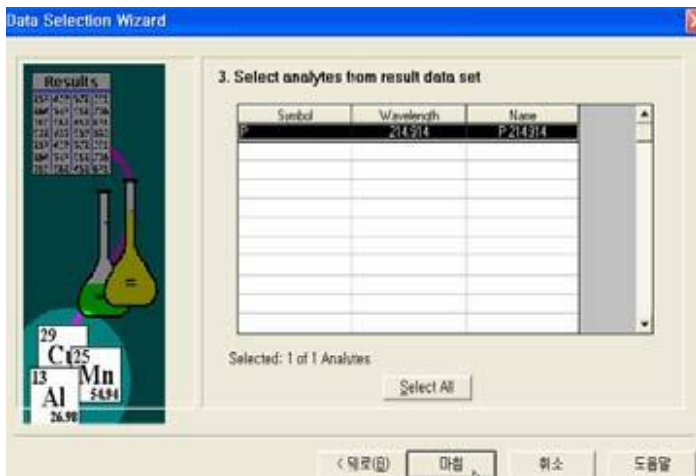 Data Selection Wizard
Results
3. Select analytes from result data set
Symbol Wavelength Name
P 214.914 P 214.914
29
Cu
25
Mn
54.94
13
Al
26.98
Selected: 1 of 1 Analytes
Select All
< 뒤로(B) 마침 취소 도움말